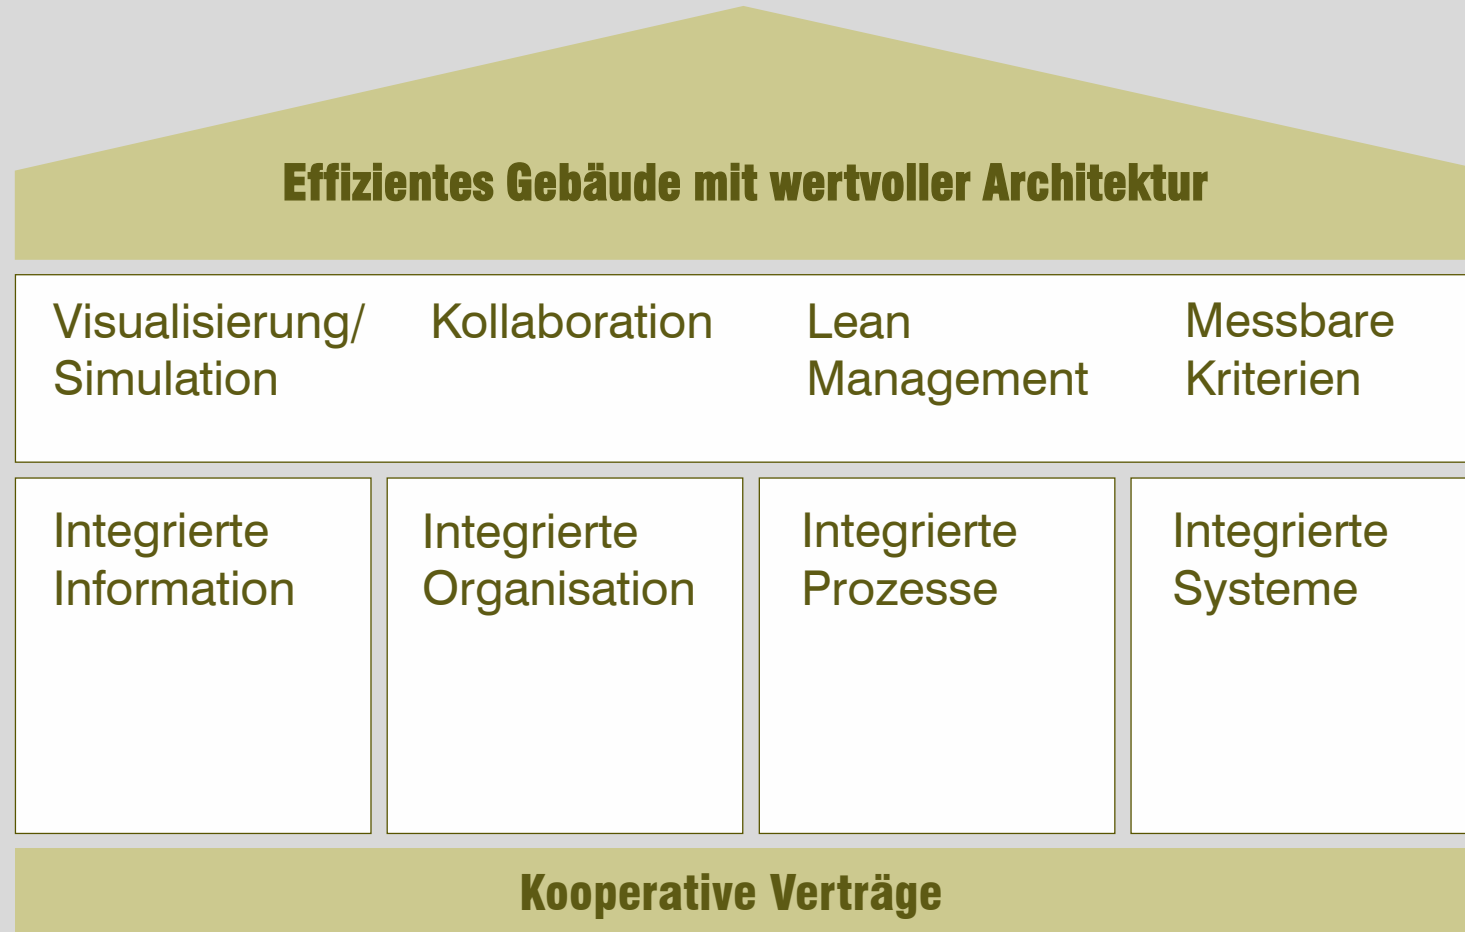 Effizientes Gebäude mit wertvoller Architektur
Visualisierung/
Simulation
Kollaboration
Lean
Management
Messbare
Kriterien
Integrierte
Information
Integrierte
Organisation
Integrierte
Prozesse
Integrierte
Systeme
Kooperative Verträge